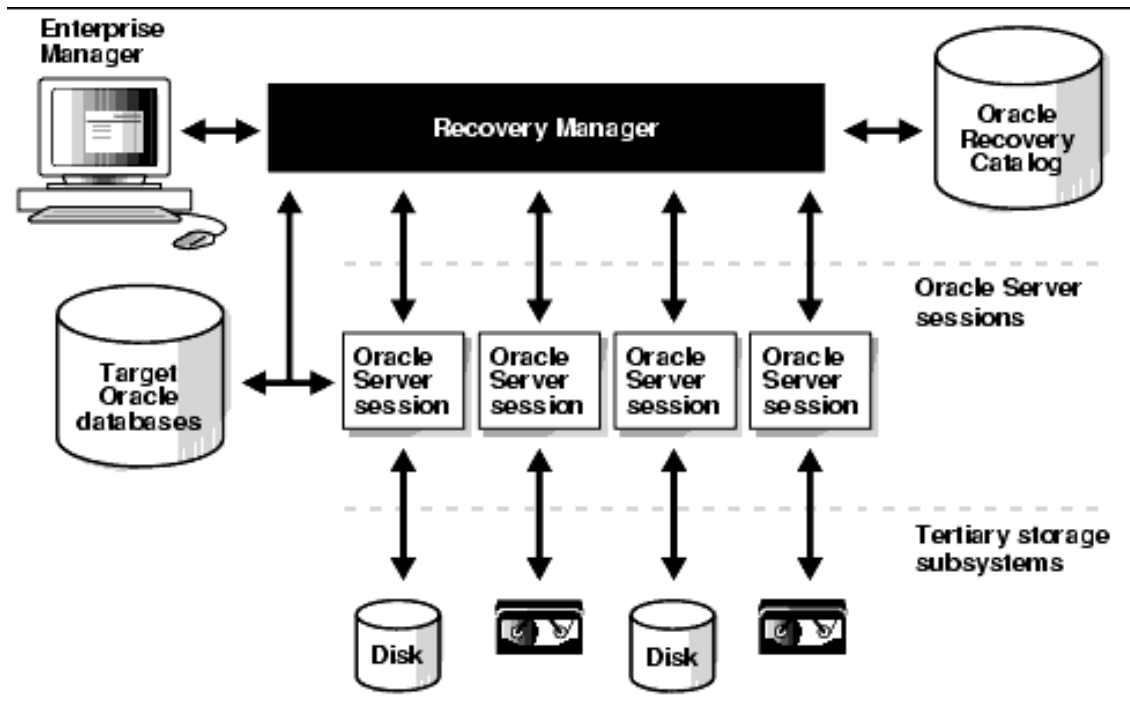 Enterprise
Manager
Recovery Manager
Oracle
Recovery
Catalog
Oracle Server
sessions
Target
Oracle
databases
Oracle
Server
session
Oracle
Server
session
Oracle
Server
session
Oracle
Server
session
Tertiary storage
subsystems
Disk
Disk